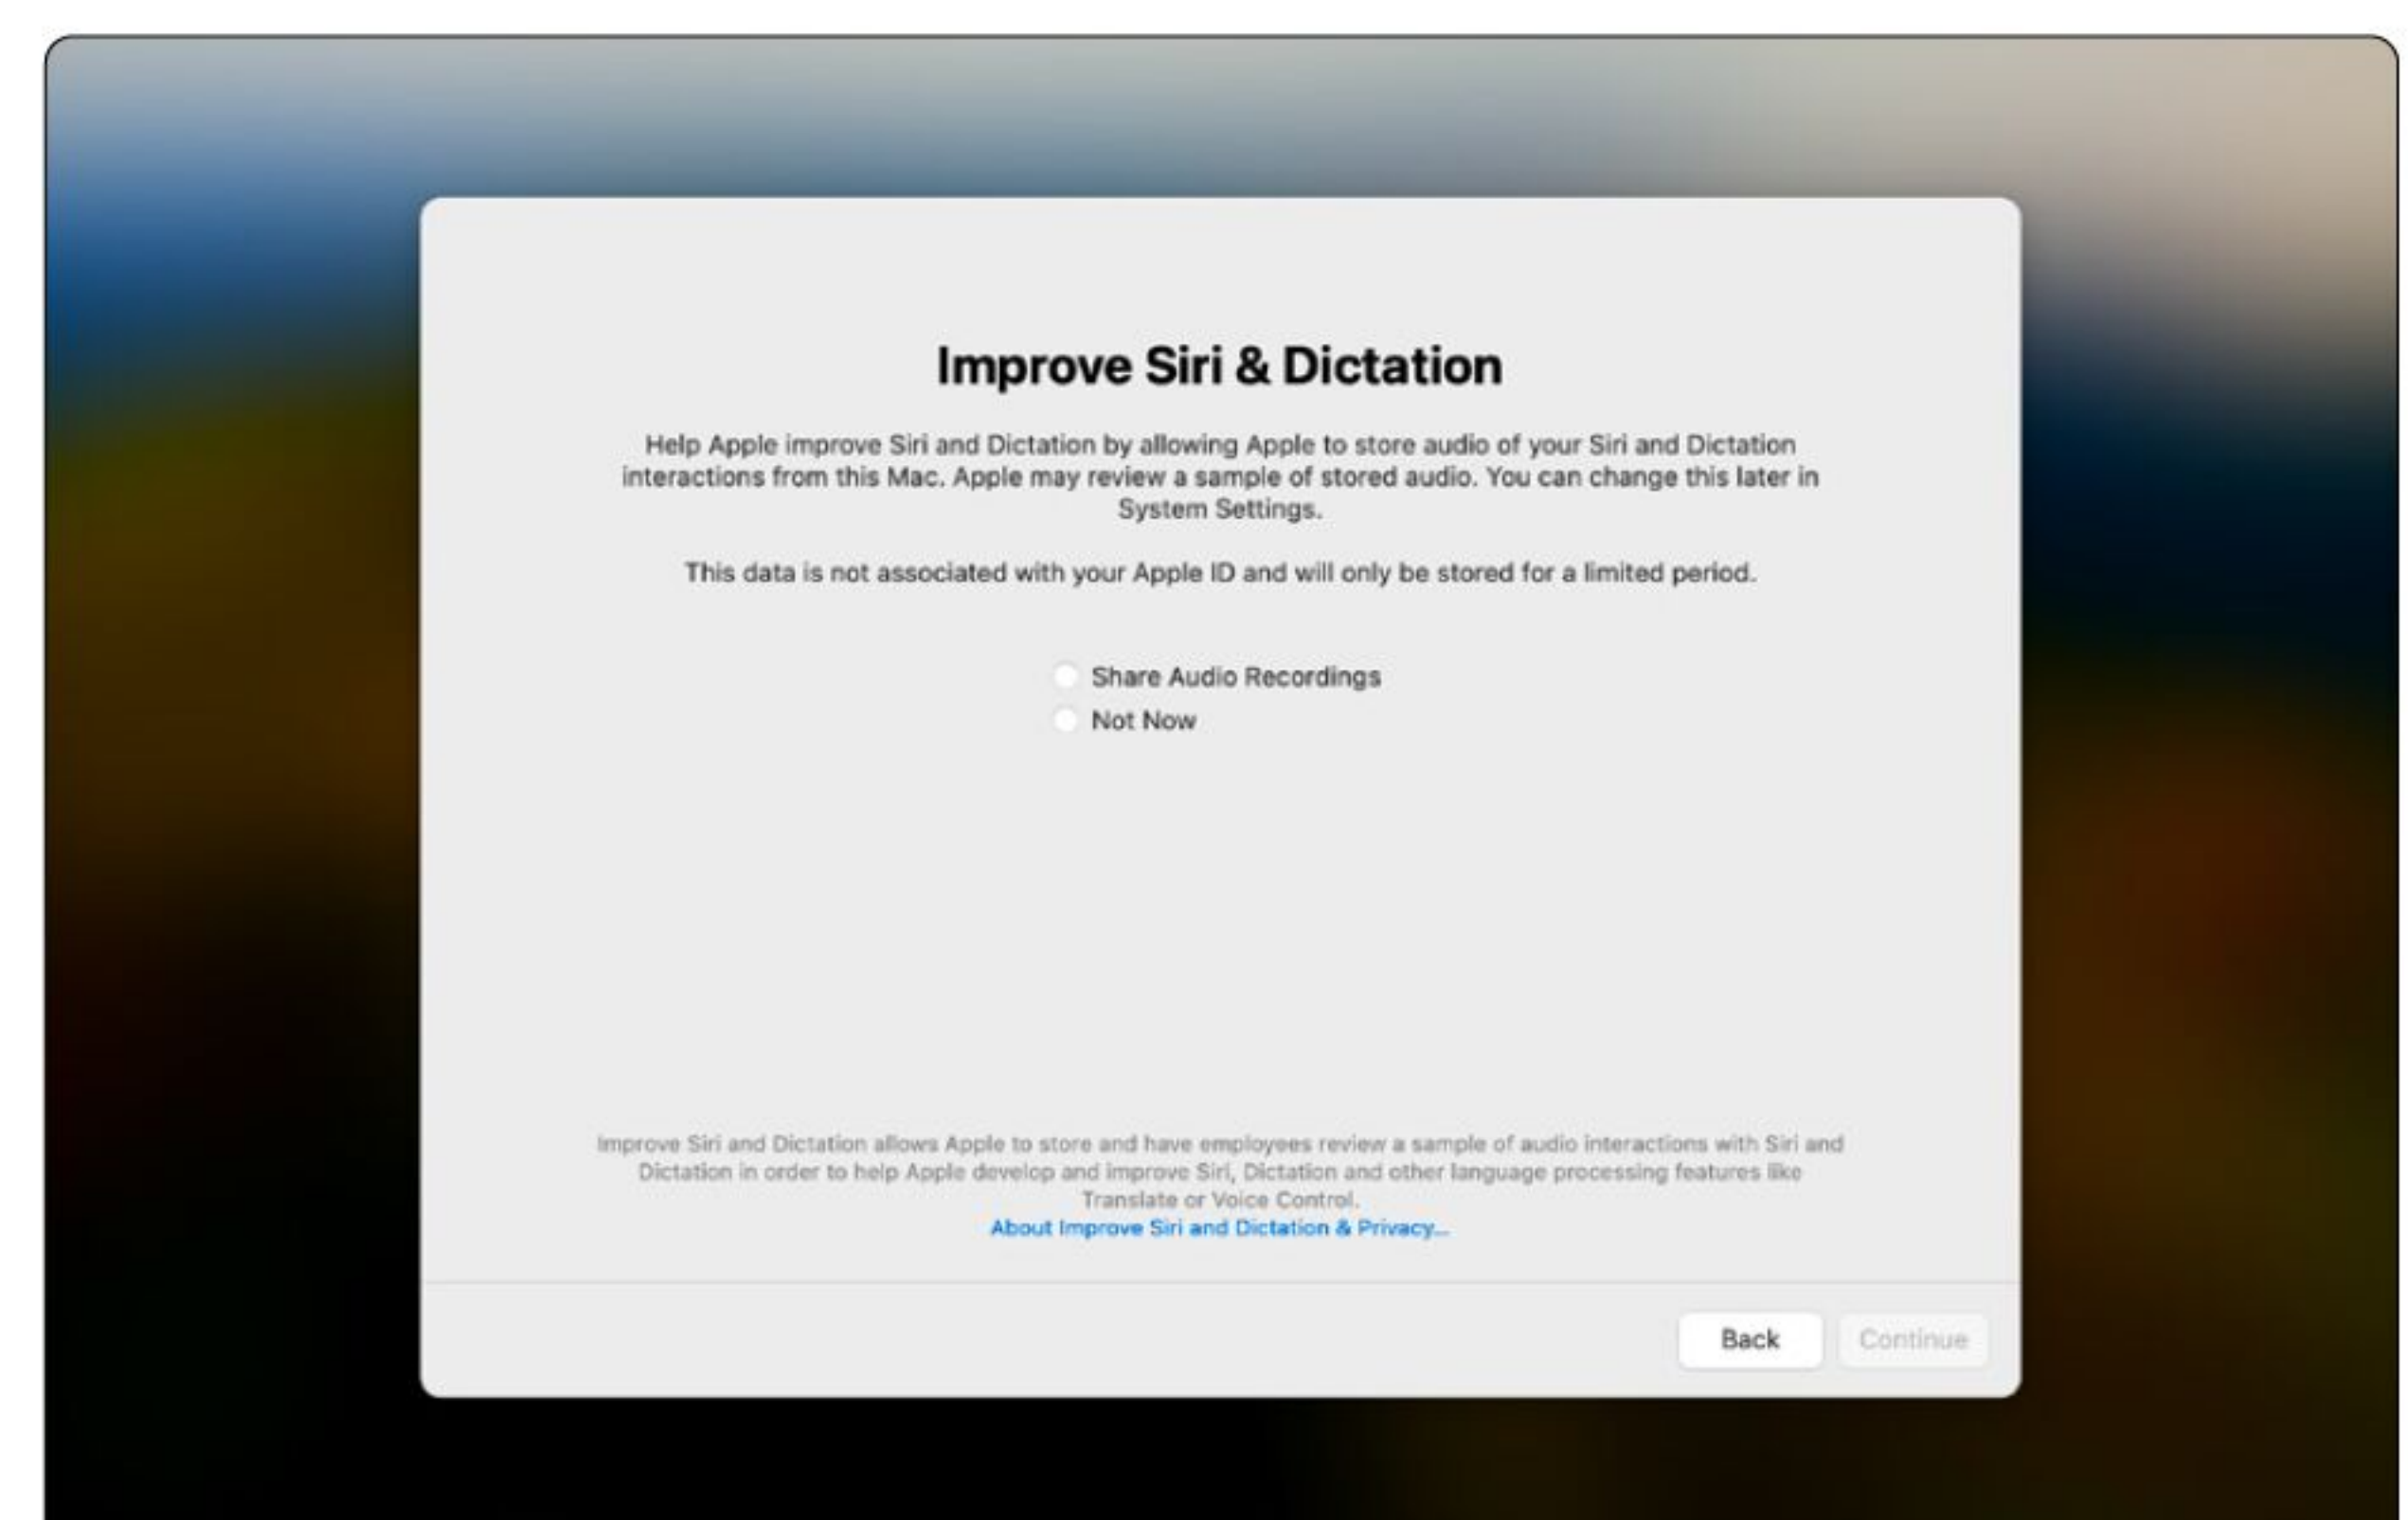 Improve Siri & Dictation
Help Apple improve Siri and Dictation by allowing Apple to store audio of your Siri and Dictation
interactions from this Mac. Apple may review a sample of stored audio. You can change this later in
System Settings.
This data is not associated with your Apple ID and will only be stored for a limited period.
Share Audio Recordings
Not Now
Improve Siri and Dictation allows Apple to store and have employees review a sample of audio interactions with Siri and
Dictation in order to help Apple develop and improve Siri, Dictation and other language processing features like
Translate or Voice Control.
About Improve Siri and Dictation & Privacy...
Back
Continue